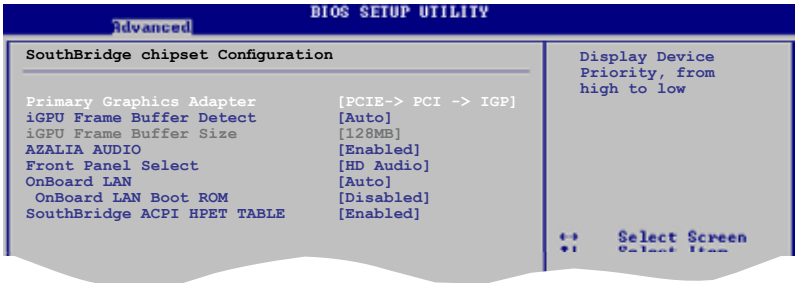 BIOS SETUP UTILITY
Advanced
SouthBridge chipset Configuration
Primary Graphics Adapter [PCIE-> PCI -> IGP]
iGPU Frame Buffer Detect [Auto]
iGPU Frame Buffer Size [128MB]
AZALIA AUDIO [Enabled]
Front Panel Select [HD Audio]
OnBoard LAN [Auto]
OnBoard LAN Boot ROM [Disabled]
SouthBridge ACPI HPET TABLE [Enabled]
Display Device
Priority, from
high to low
↔ Select Screen
↑↓ Select Item